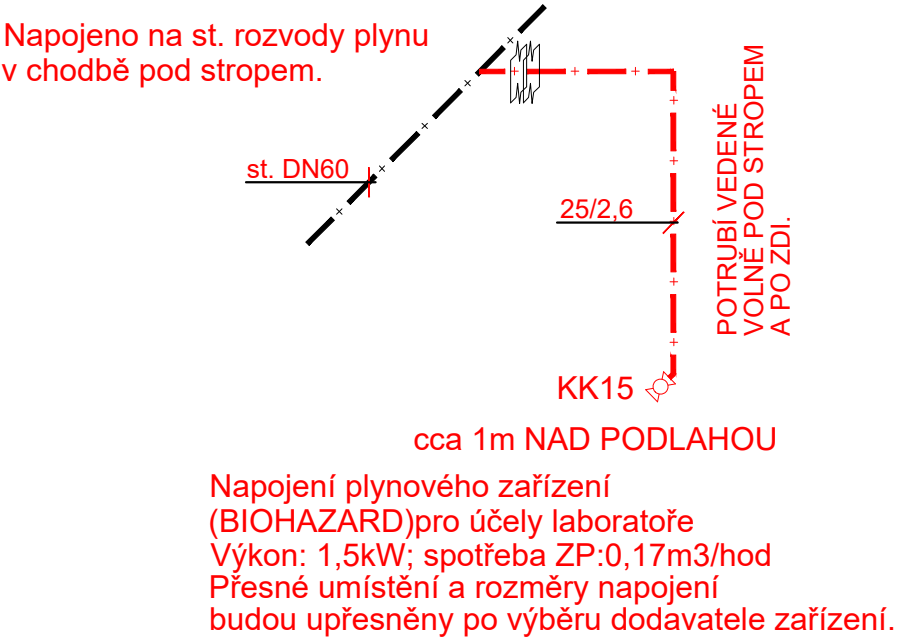 Napojeno na st. rozvody plynu
v chodbě pod stropem.
st. DN60
25/2,6
POTRUBÍ VEDENÉ
VOLNĚ POD STROPEM
A PO ZDI.
KK15
cca 1m NAD PODLAHOU
Napojení plynového zařízení
(BIOHAZARD)pro účely laboratoře
Výkon: 1,5kW; spotřeba ZP:0,17m3/hod
Přesné umístění a rozměry napojení
budou upřesněny po výběru dodavatele zařízení.